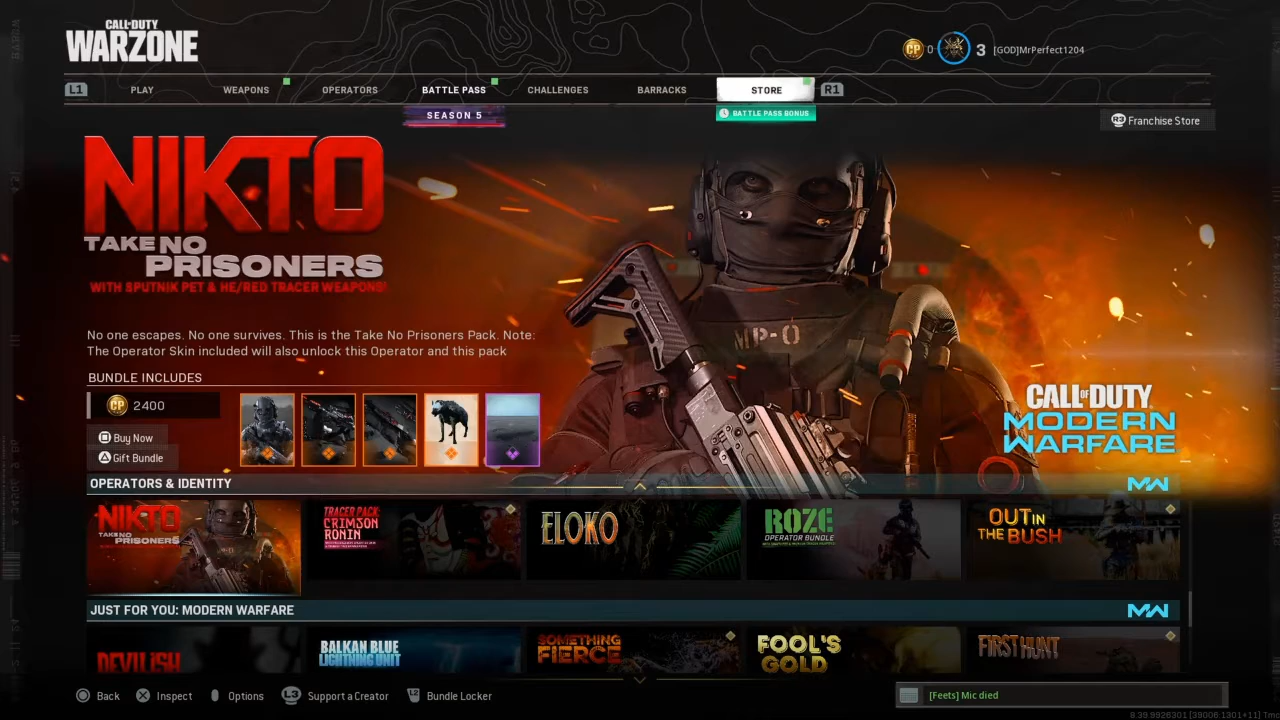 CALL OF DUTY
WARZONE
CP 0 3 [GOD]MrPerfect1204
L1 PLAY WEAPONS OPERATORS BATTLE PASS CHALLENGES BARRACKS STORE R1
SEASON 5
BATTLE PASS BONUS
R3 Franchise Store
NIKTO
TAKE NO
PRISONERS
WITH SPUTNIK PET & HE/RED TRACER WEAPONS!
No one escapes. No one survives. This is the Take No Prisoners Pack. Note:
The Operator Skin included will also unlock this Operator and this pack
BUNDLE INCLUDES
CP 2400
Buy Now
Gift Bundle
MP-0
CALL OF DUTY
MODERN
WARFARE
OPERATORS & IDENTITY
MW
NIKTO
TAKE NO
PRISONERS
TRACER PACK:
CRIMSON
RONIN
ELOKO
ROZE
OPERATOR BUNDLE
OUT IN
THE BUSH
JUST FOR YOU: MODERN WARFARE
MW
DEVILISH
BALKAN BLUE
LIGHTNING UNIT
SOMETHING
FIERCE
FOOL'S
GOLD
FIRST HUNT
Back Inspect Options L3 Support a Creator L2 Bundle Locker
[Feets] Mic died